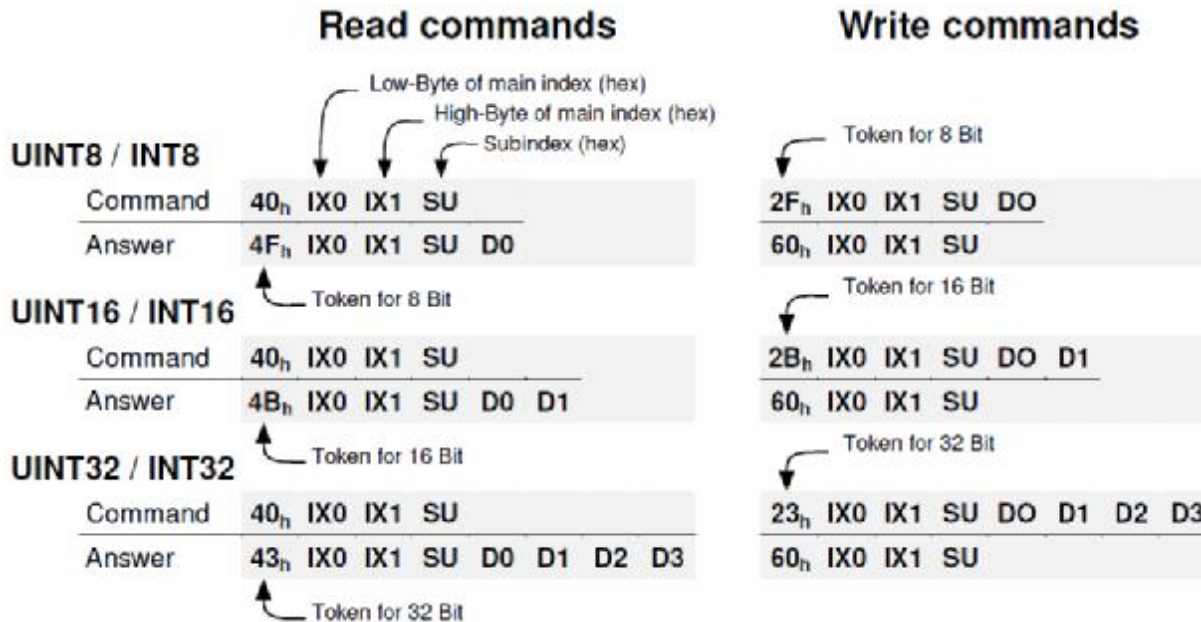 Read commands Write commands
Low-Byte of main index (hex)
High-Byte of main index (hex)
Subindex (hex)
Token for 8 Bit
UINT8 / INT8
Command 40h IX0 IX1 SU 2Fh IX0 IX1 SU DO
Answer 4Fh IX0 IX1 SU D0 60h IX0 IX1 SU
Token for 8 Bit Token for 16 Bit
UINT16 / INT16
Command 40h IX0 IX1 SU 2Bh IX0 IX1 SU DO D1
Answer 4Bh IX0 IX1 SU D0 D1 60h IX0 IX1 SU
Token for 16 Bit Token for 32 Bit
UINT32 / INT32
Command 40h IX0 IX1 SU 23h IX0 IX1 SU DO D1 D2 D3
Answer 43h IX0 IX1 SU D0 D1 D2 D3 60h IX0 IX1 SU
Token for 32 Bit